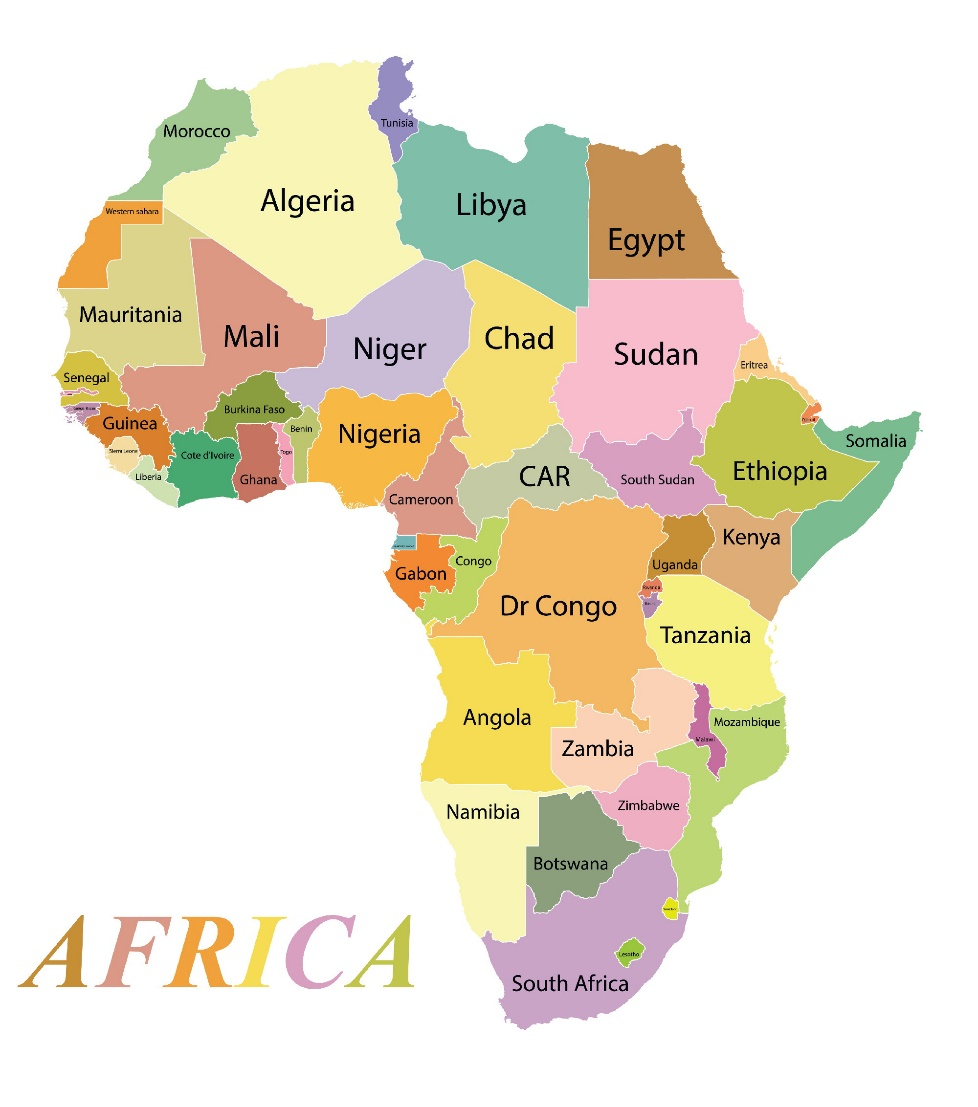 Tunisia
Morocco
Algeria
Libya
Western sahara
Egypt
Mauritania
Mali
Niger
Chad
Sudan
Eritrea
Senegal
Burkina Faso
Guinea
Benin
Nigeria
Somalia
Sierra Leone
Cote d'Ivoire
Togo
Ghana
Liberia
CAR
South Sudan
Ethiopia
Cameroon
Kenya
Congo
Gabon
Uganda
Rwanda
Dr Congo
Tanzania
Angola
Mozambique
Malawi
Zambia
Namibia
Zimbabwe
Botswana
AFRICA
Lesotho
South Africa